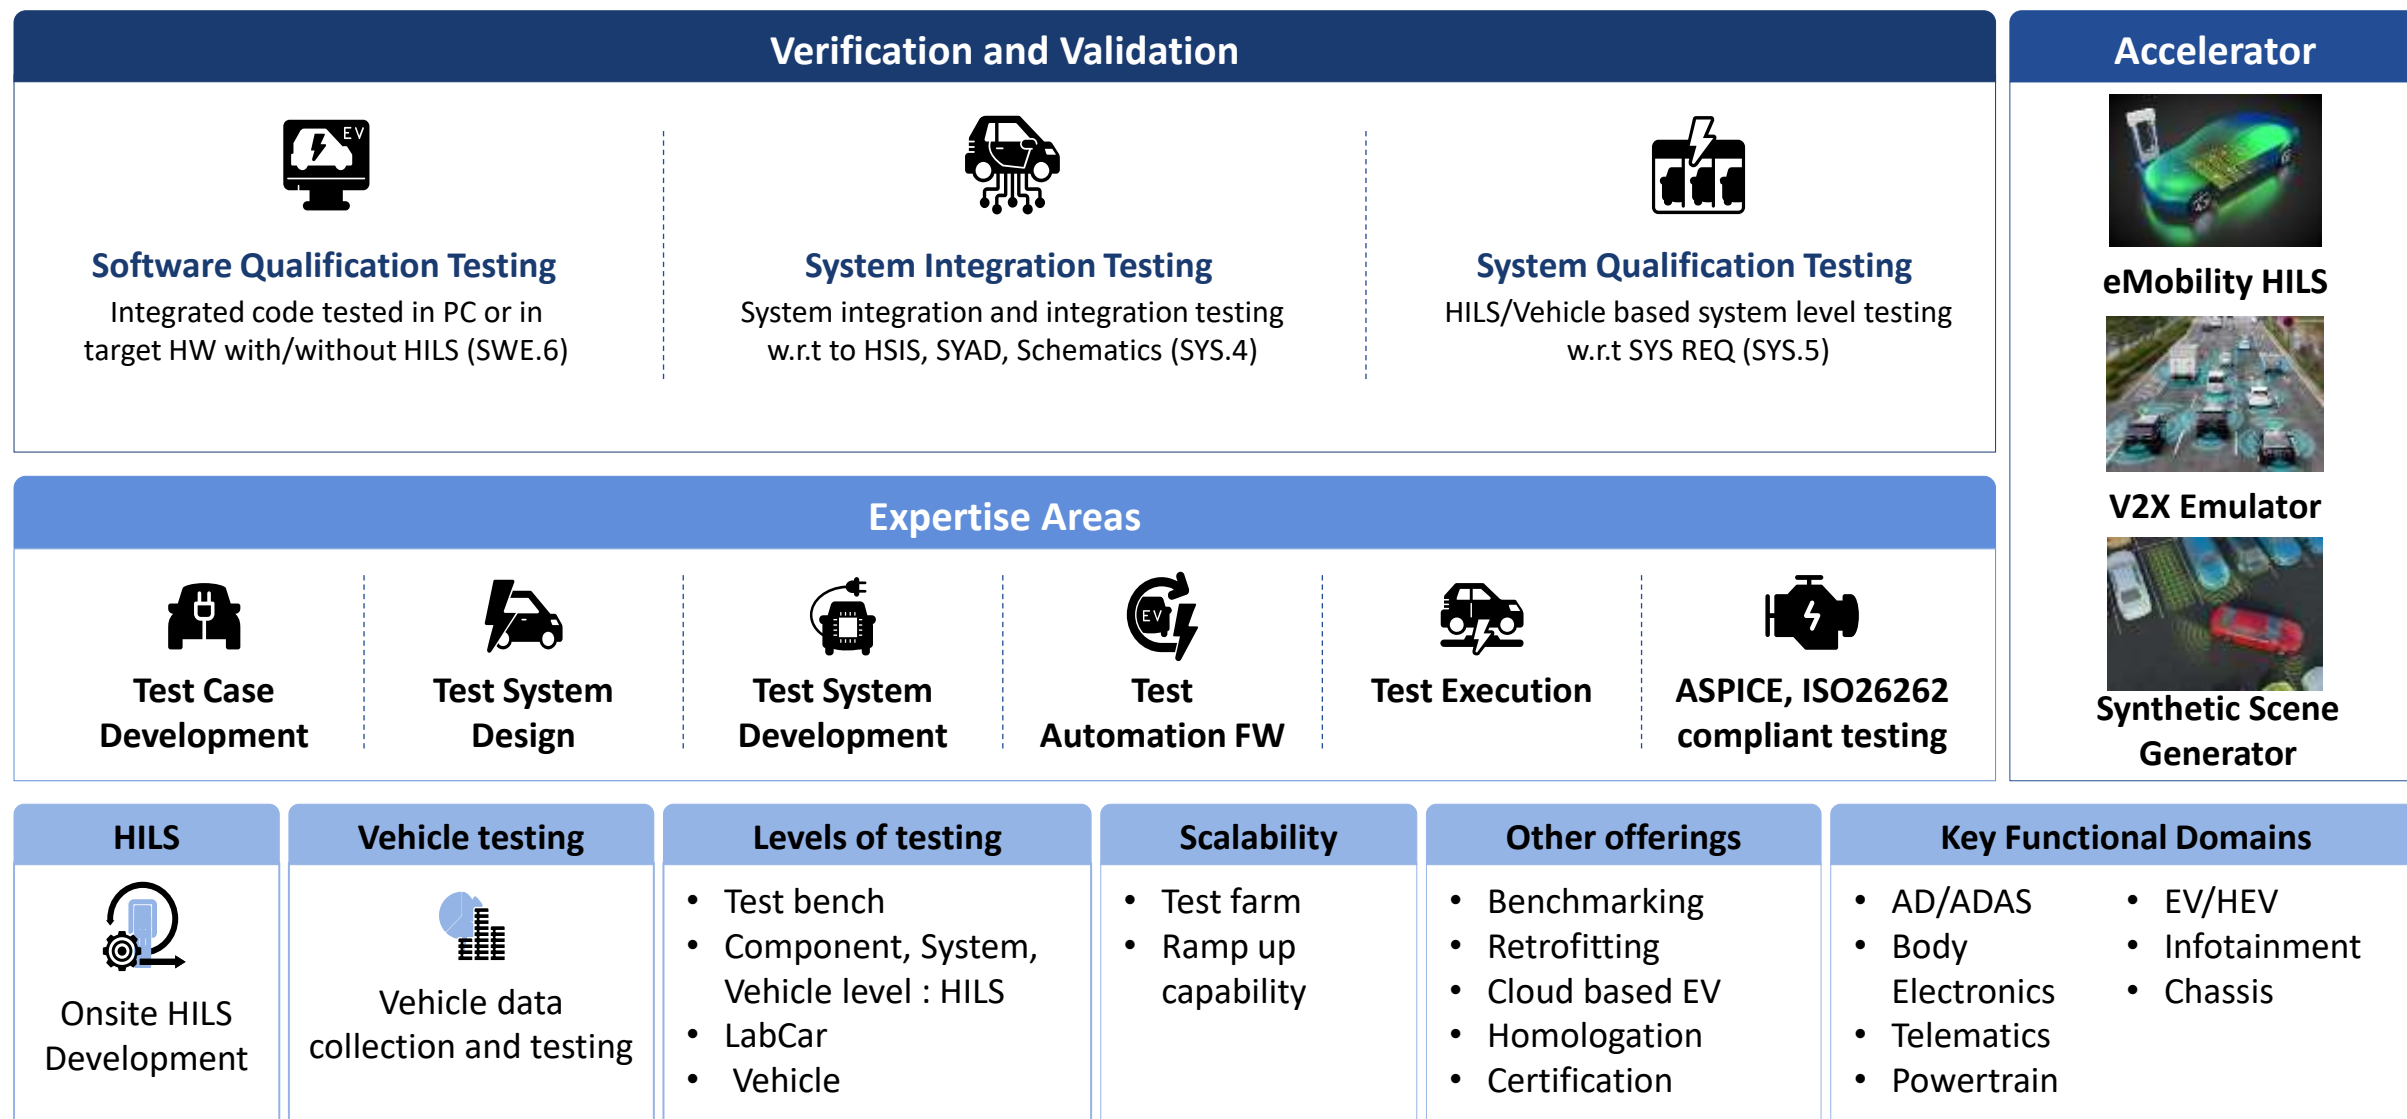 Verification and Validation
EV
Software Qualification Testing
Integrated code tested in PC or in
target HW with/without HILS (SWE.6)
System Integration Testing
System integration and integration testing
w.r.t to HSIS, SYAD, Schematics (SYS.4)
System Qualification Testing
HILS/Vehicle based system level testing
w.r.t SYS REQ (SYS.5)
Accelerator
eMobility HILS
V2X Emulator
Synthetic Scene
Generator
Expertise Areas
Test Case
Development
Test System
Design
Test System
Development
EV
Test
Automation FW
Test Execution
ASPICE, ISO26262
compliant testing
HILS
Onsite HILS
Development
Vehicle testing
Vehicle data
collection and testing
Levels of testing
• Test bench
• Component, System,
Vehicle level : HILS
• LabCar
• Vehicle
Scalability
• Test farm
• Ramp up
capability
Other offerings
• Benchmarking
• Retrofitting
• Cloud based EV
• Homologation
• Certification
Key Functional Domains
• AD/ADAS
• Body
Electronics
• Telematics
• Powertrain
• EV/HEV
• Infotainment
• Chassis